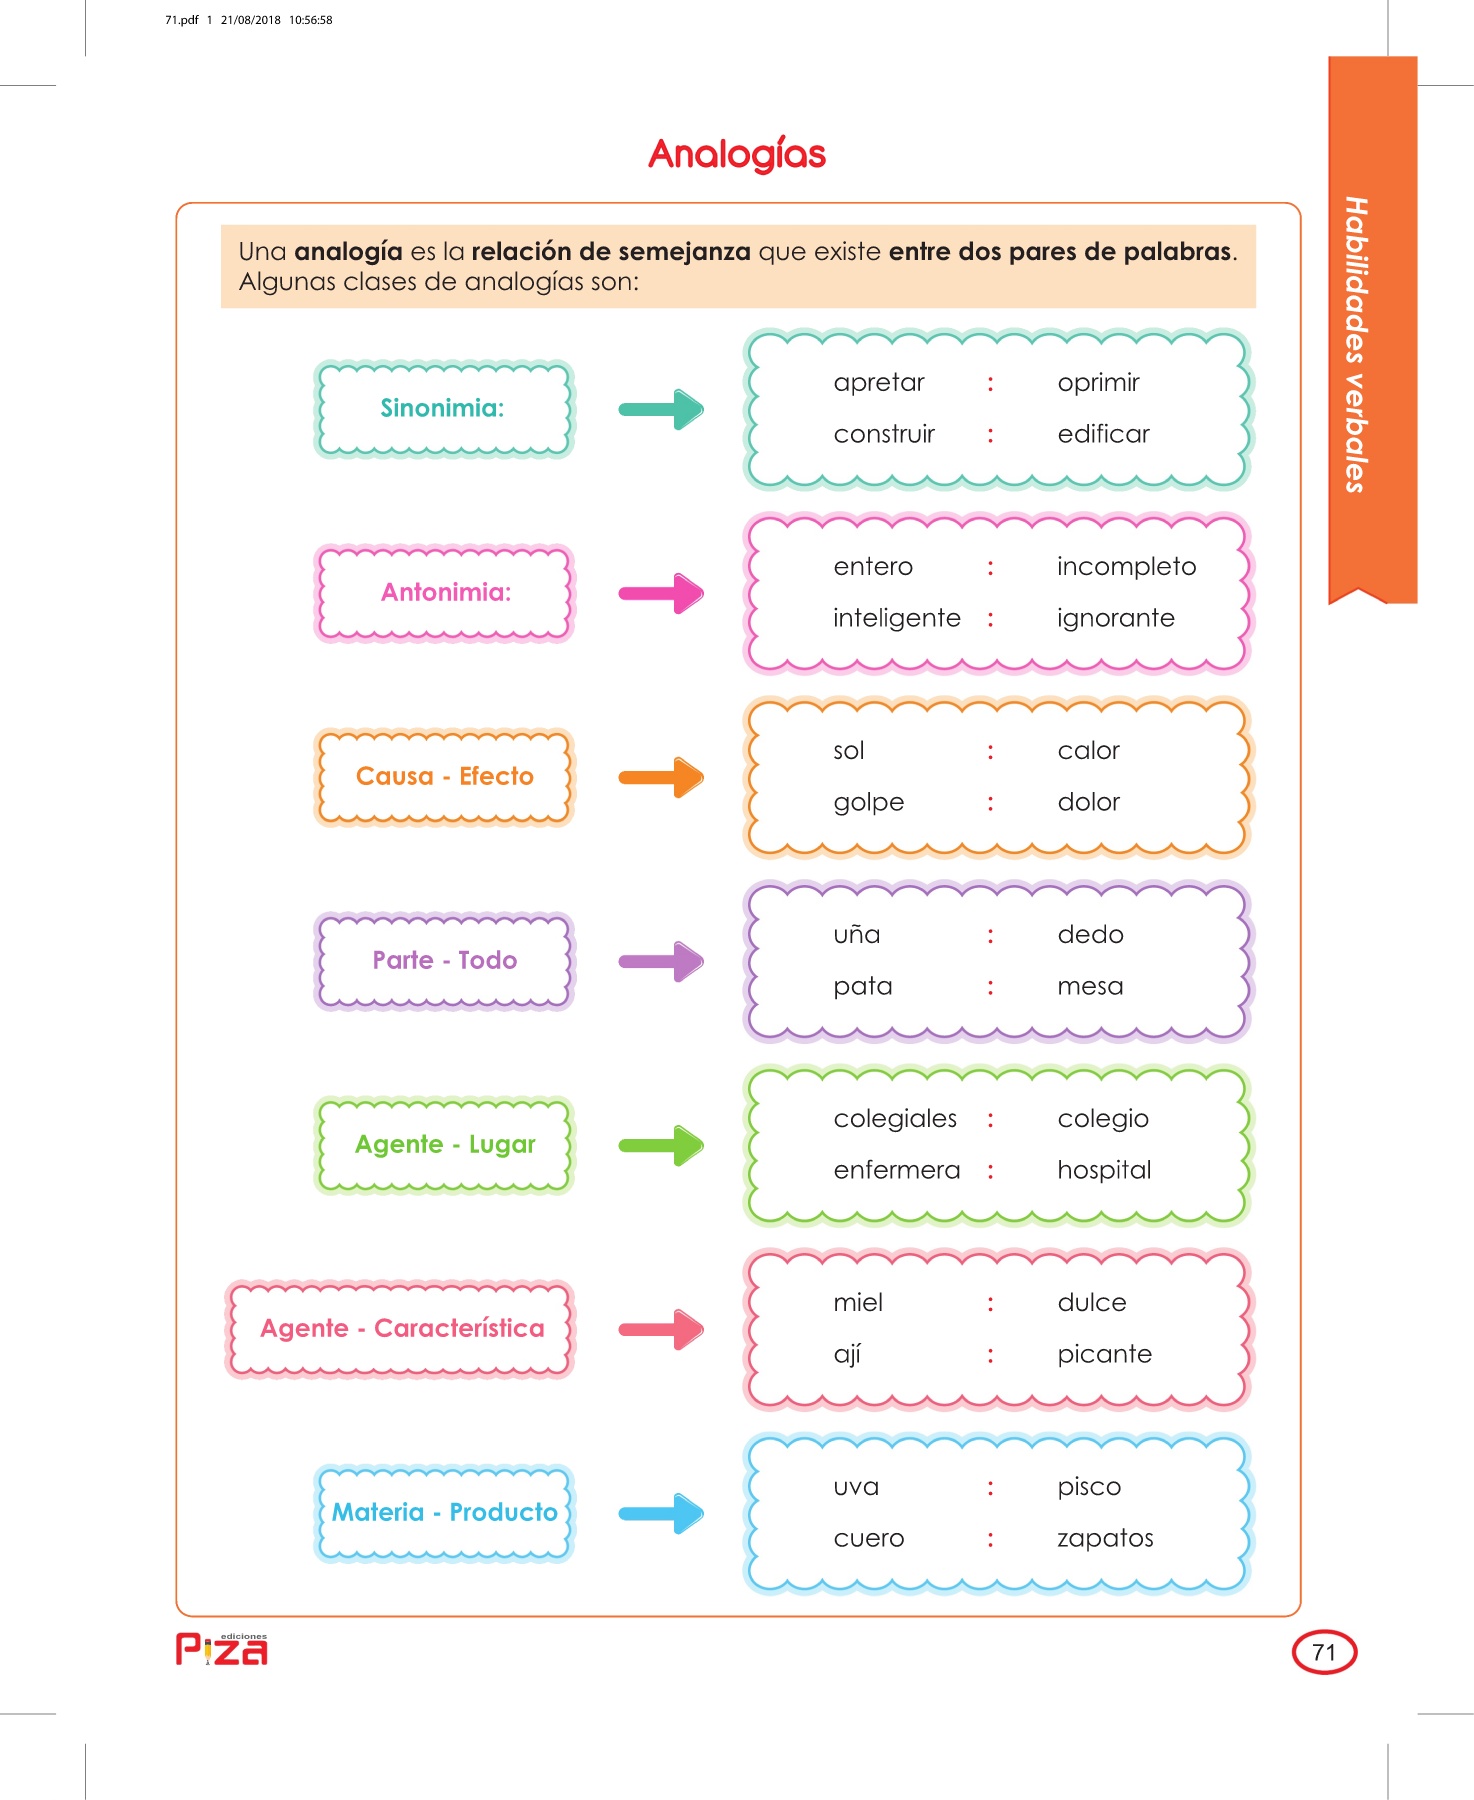 71.pdf 1 21/08/2018 10:56:58
Analogías
Habilidades verbales
Una analogía es la relación de semejanza que existe entre dos pares de palabras.
Algunas clases de analogías son:
Sinonimia:
apretar : oprimir
construir : edificar
Antonimia:
entero : incompleto
inteligente : ignorante
Causa - Efecto
sol : calor
golpe : dolor
Parte - Todo
uña : dedo
pata : mesa
Agente - Lugar
colegiales : colegio
enfermera : hospital
Agente - Característica
miel : dulce
ají : picante
Materia - Producto
uva : pisco
cuero : zapatos
ediciones
Piza
71